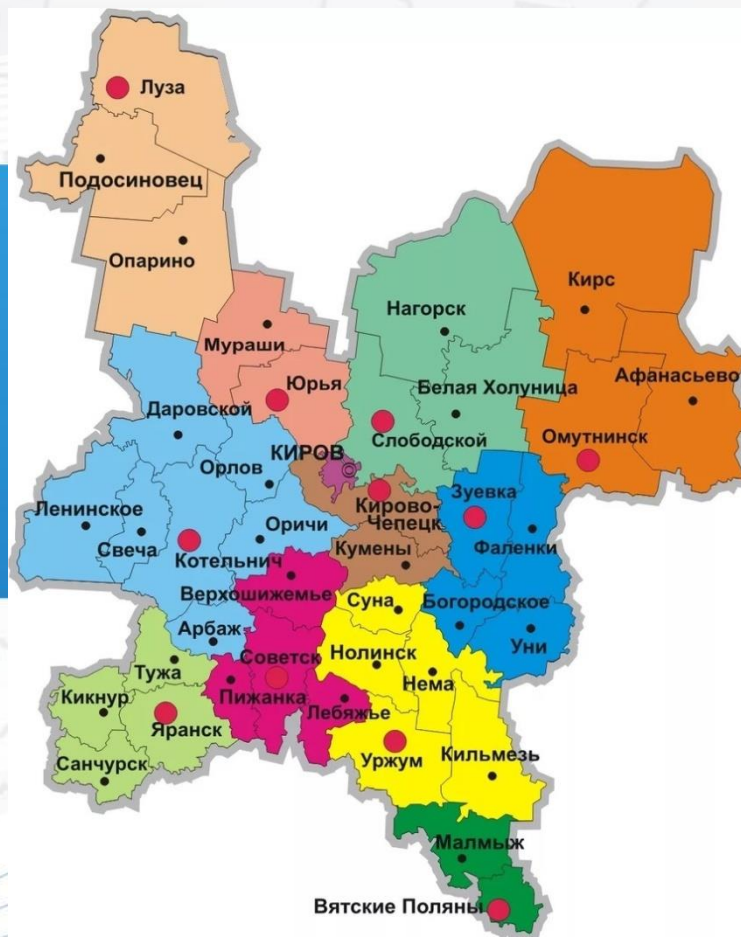 Луза
Подосиновец
Опарино
Кирс
Нагорск
Мураши
Афанасьево
Юрья
Белая Холуница
Даровской
Слободской
Омутнинск
КИРОВ
Орлов
Зуевка
Кирово-
Чепецк
Ленинское
Оричи
Свеча
Фаленки
Котельнич
Кумены
Верхошижемье
Суна
Богородское
Арбаж
Уни
Нолинск
Советск
Тужа
Нема
Пижанка
Кикнур
Лебяжье
Яранск
Уржум
Кильмезь
Санчурск
Малмыж
Вятские Поляны